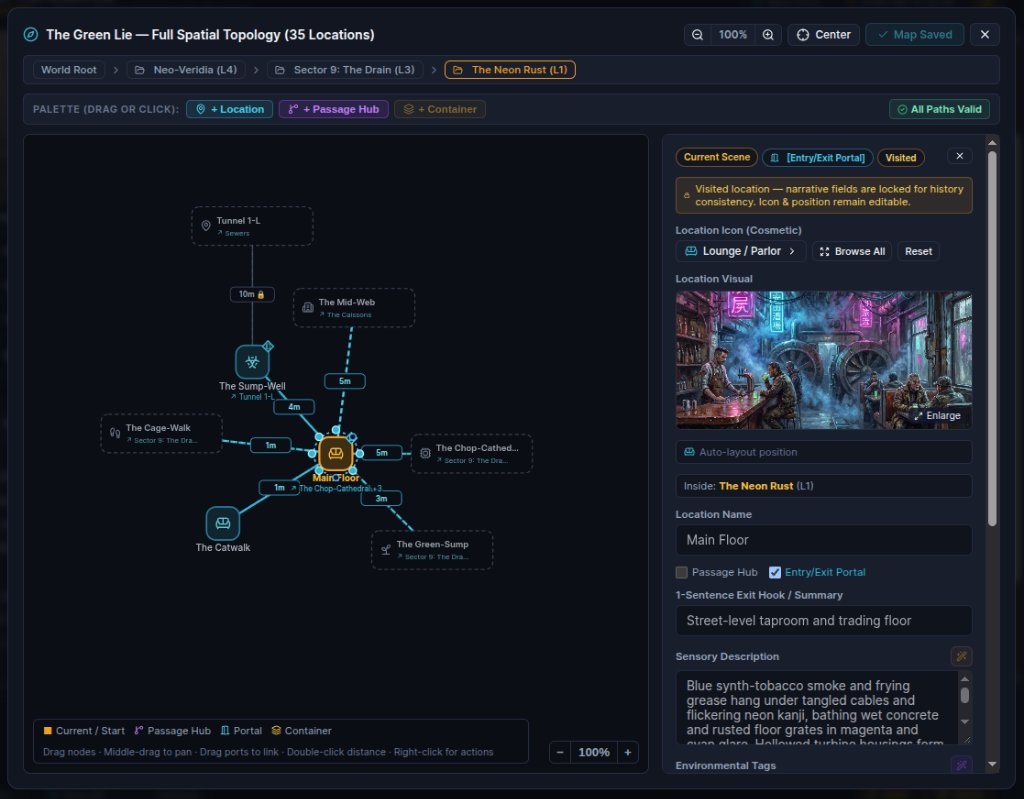 The Green Lie — Full Spatial Topology (35 Locations)
100%
Center
Map Saved
World Root
Neo-Veridia (L4)
Sector 9: The Drain (L3)
The Neon Rust (L1)
PALETTE (DRAG OR CLICK):
+ Location
+ Passage Hub
+ Container
All Paths Valid
Tunnel 1-L
↗ Sewers
10m
The Mid-Web
↗ The Caissons
5m
The Sump-Well
↗ Tunnel 1-L
4m
The Cage-Walk
↗ Sector 9: The Dra...
1m
5m
The Chop-Cathed...
↗ Sector 9: The Dra...
Main Floor
↗ The Chop-Cathedral +3
1m
3m
The Catwalk
The Green-Sump
↗ Sector 9: The Dra...
Current / Start
Passage Hub
Portal
Container
Drag nodes · Middle-drag to pan · Drag ports to link · Double-click distance · Right-click for actions
− 100% +
Current Scene
[Entry/Exit Portal]
Visited
Visited location — narrative fields are locked for history
consistency. Icon & position remain editable.
Location Icon (Cosmetic)
Lounge / Parlor
Browse All
Reset
Location Visual
Enlarge
Auto-layout position
Inside: The Neon Rust (L1)
Location Name
Main Floor
Passage Hub
Entry/Exit Portal
1-Sentence Exit Hook / Summary
Street-level taproom and trading floor
Sensory Description
Blue synth-tobacco smoke and frying
grease hang under tangled cables and
flickering neon kanji, bathing wet concrete
and rusted floor grates in magenta and
cyan glare. Hollowed turbine housings form
Environmental Tags